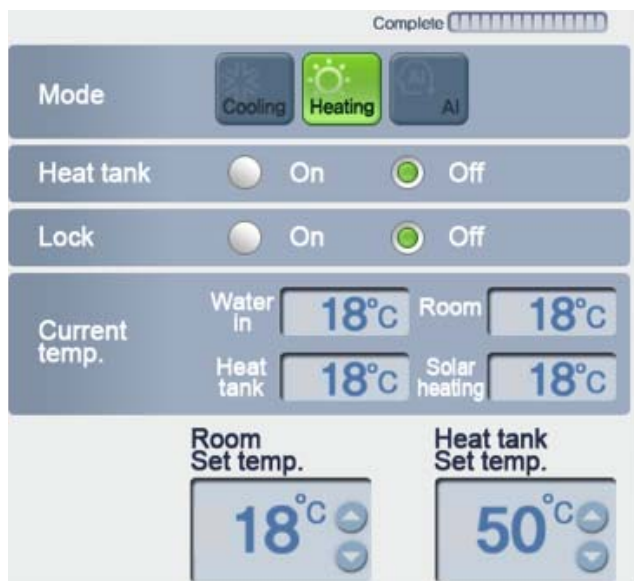 Complete
Mode Cooling Heating AI
Heat tank On Off
Lock On Off
Current temp.
Water in 18°C Room 18°C
Heat tank 18°C Solar heating 18°C
Room Set temp.
Heat tank Set temp.
18°C 50°C